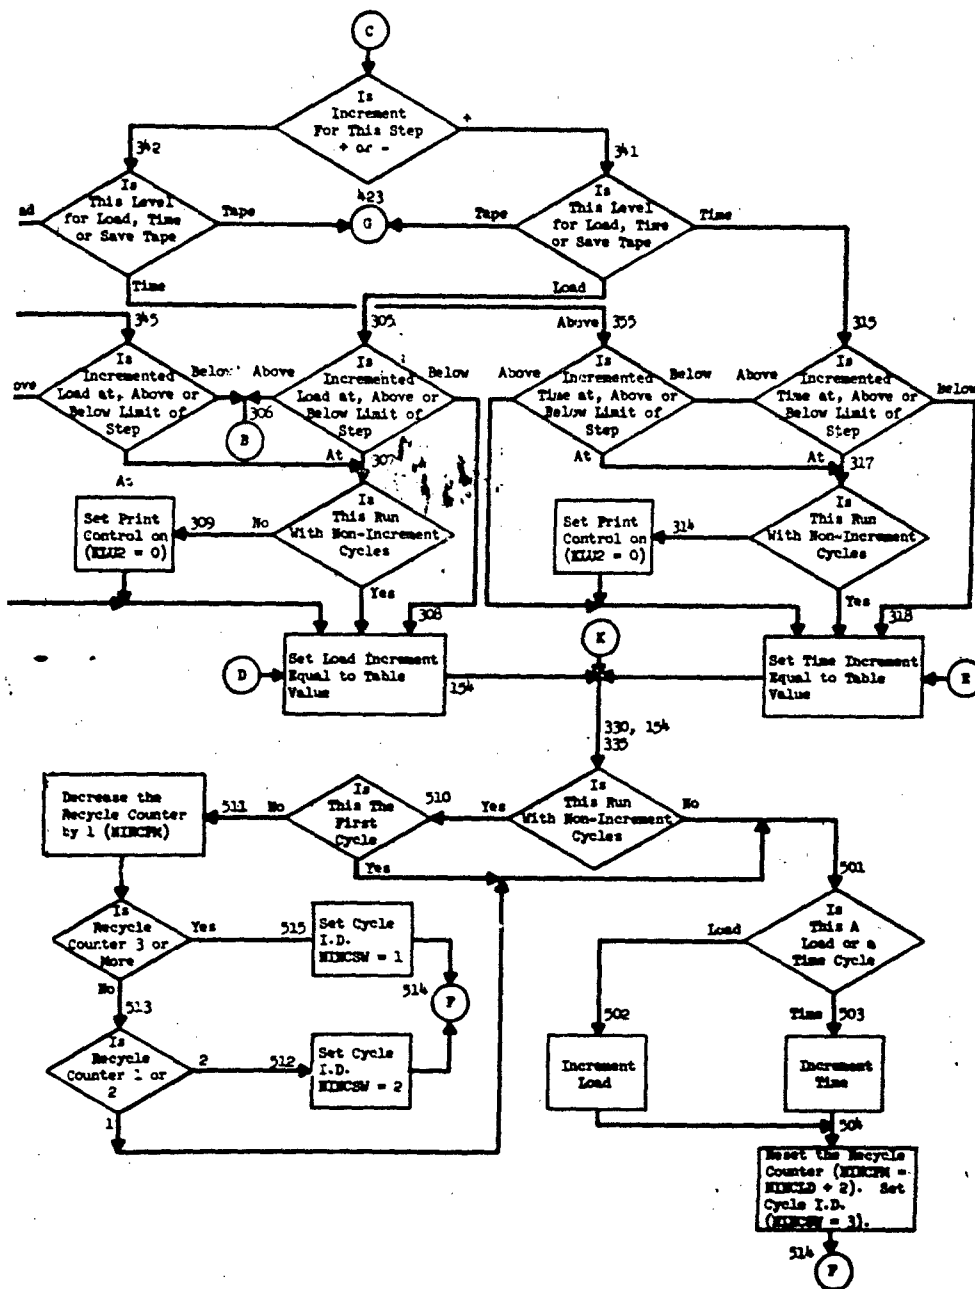 C
Is
Increment
For This Step
+ or -
+
342
341
Is
This Level
for Load, Time
or Save Tape
ad
Tape
423
G
Tape
Is
This Level
for Load, Time
or Save Tape
Time
Time
Load
345
305
Above
355
315
Is
Incremented
Load at, Above or
Below Limit of
Step
ove
Below
Above
306
B
Is
Incremented
Load at, Above or
Below Limit of
Step
Below
Above
Is
Incremented
Time at, Above or
Below Limit of
Step
Below
Above
Is
Incremented
Time at, Above or
Below Limit of
Step
Below
At
At
307
At
At
317
Set Print
Control on
(KLU2 = 0)
309
No
Is
This Run
With Non-Increment
Cycles
Set Print
Control on
(KLU2 = 0)
314
Is
This Run
With Non-Increment
Cycles
Yes
308
Yes
318
D
Set Load Increment
Equal to Table
Value
154
K
Set Time Increment
Equal to Table
Value
E
330, 154
335
Decrease the
Recycle Counter
by 1 (NINCPM)
511
No
Is
This The
First
Cycle
510
Yes
Is
This Run
With Non-Increment
Cycles
No
Yes
501
Is
Recycle
Counter 3 or
More
Yes
515
Set Cycle
I.D.
NINCSW = 1
514
F
Load
Is
This A
Load or a
Time Cycle
No
513
502
Time
503
Is
Recycle
Counter 1 or
2
2
512
Set Cycle
I.D.
NINCSW = 2
Increment
Load
Increment
Time
1
504
Reset the Recycle
Counter (NINCPM =
NINCLD + 2). Set
Cycle I.D.
(NINCSW = 3).
514
F